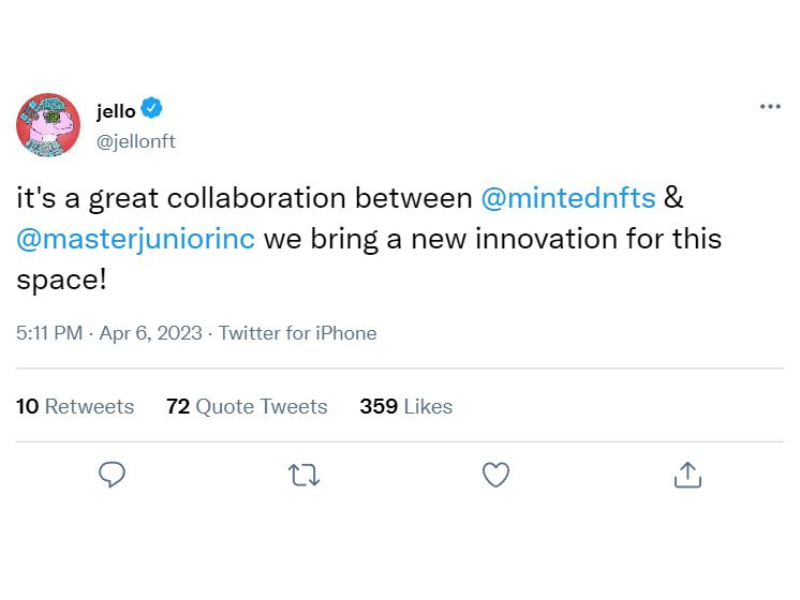 jello
@jellonft
it's a great collaboration between @mintednfts &
@masterjuniorinc we bring a new innovation for this
space!
5:11 PM · Apr 6, 2023 · Twitter for iPhone
10 Retweets 72 Quote Tweets 359 Likes